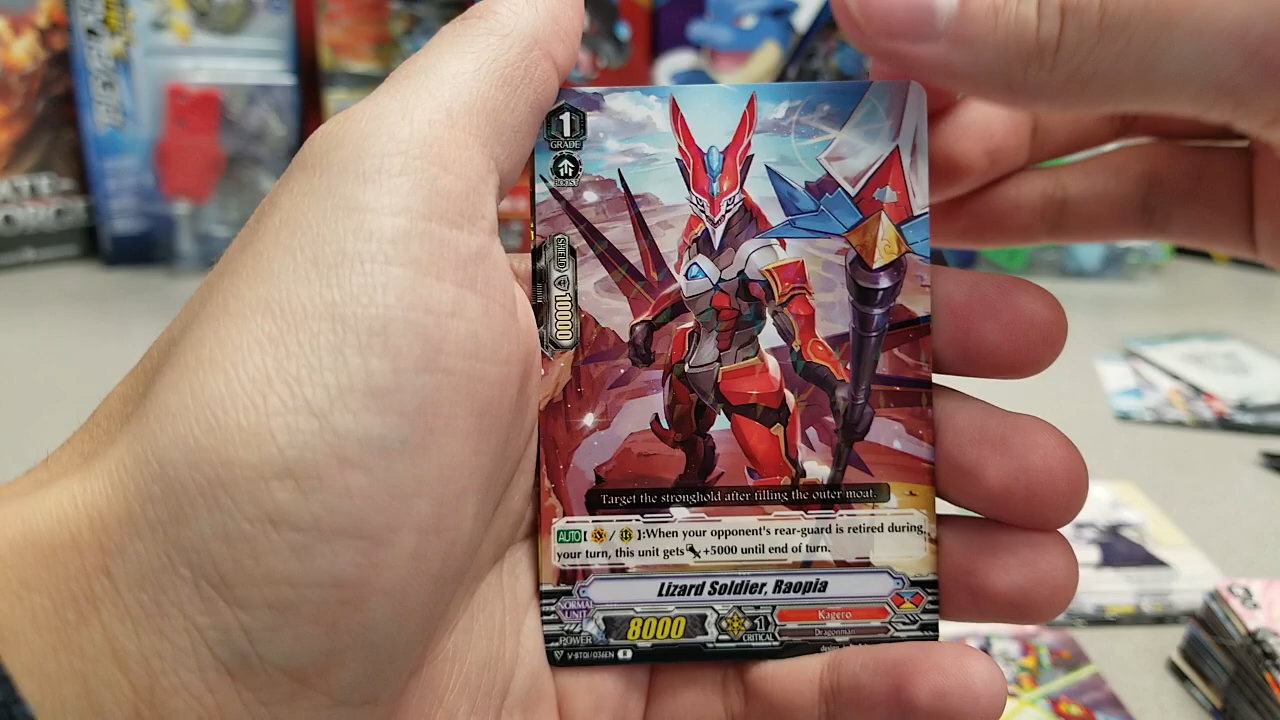 1
GRADE
BOOST
SHIELD
10000
Target the stronghold after filling the outer moat.
AUTO [ / ]:When your opponent's rear-guard is retired during
your turn, this unit gets +5000 until end of turn.
Lizard Soldier, Raopia
NORMAL
UNIT
POWER
8000
1
CRITICAL
Kagero
Dragonman
V-BT01/036EN R